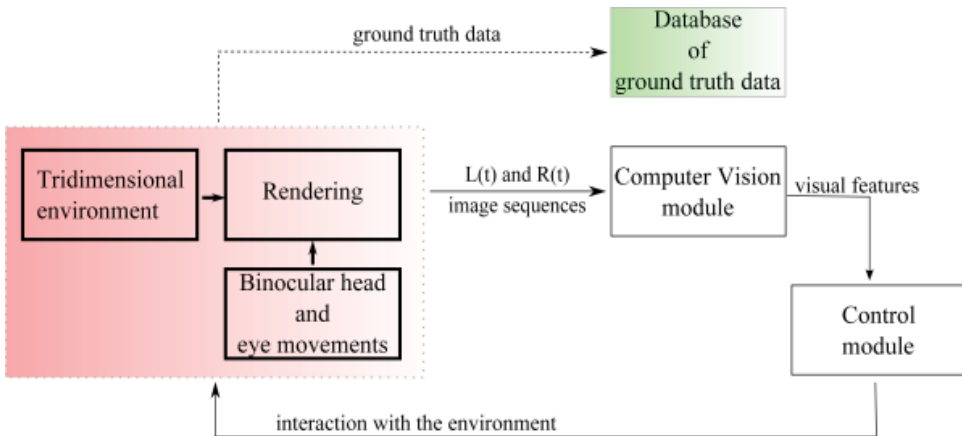 ground truth data
Database
of
ground truth data
Tridimensional
environment
Rendering
Binocular head
and
eye movements
L(t) and R(t)
image sequences
Computer Vision
module
visual features
Control
module
interaction with the environment